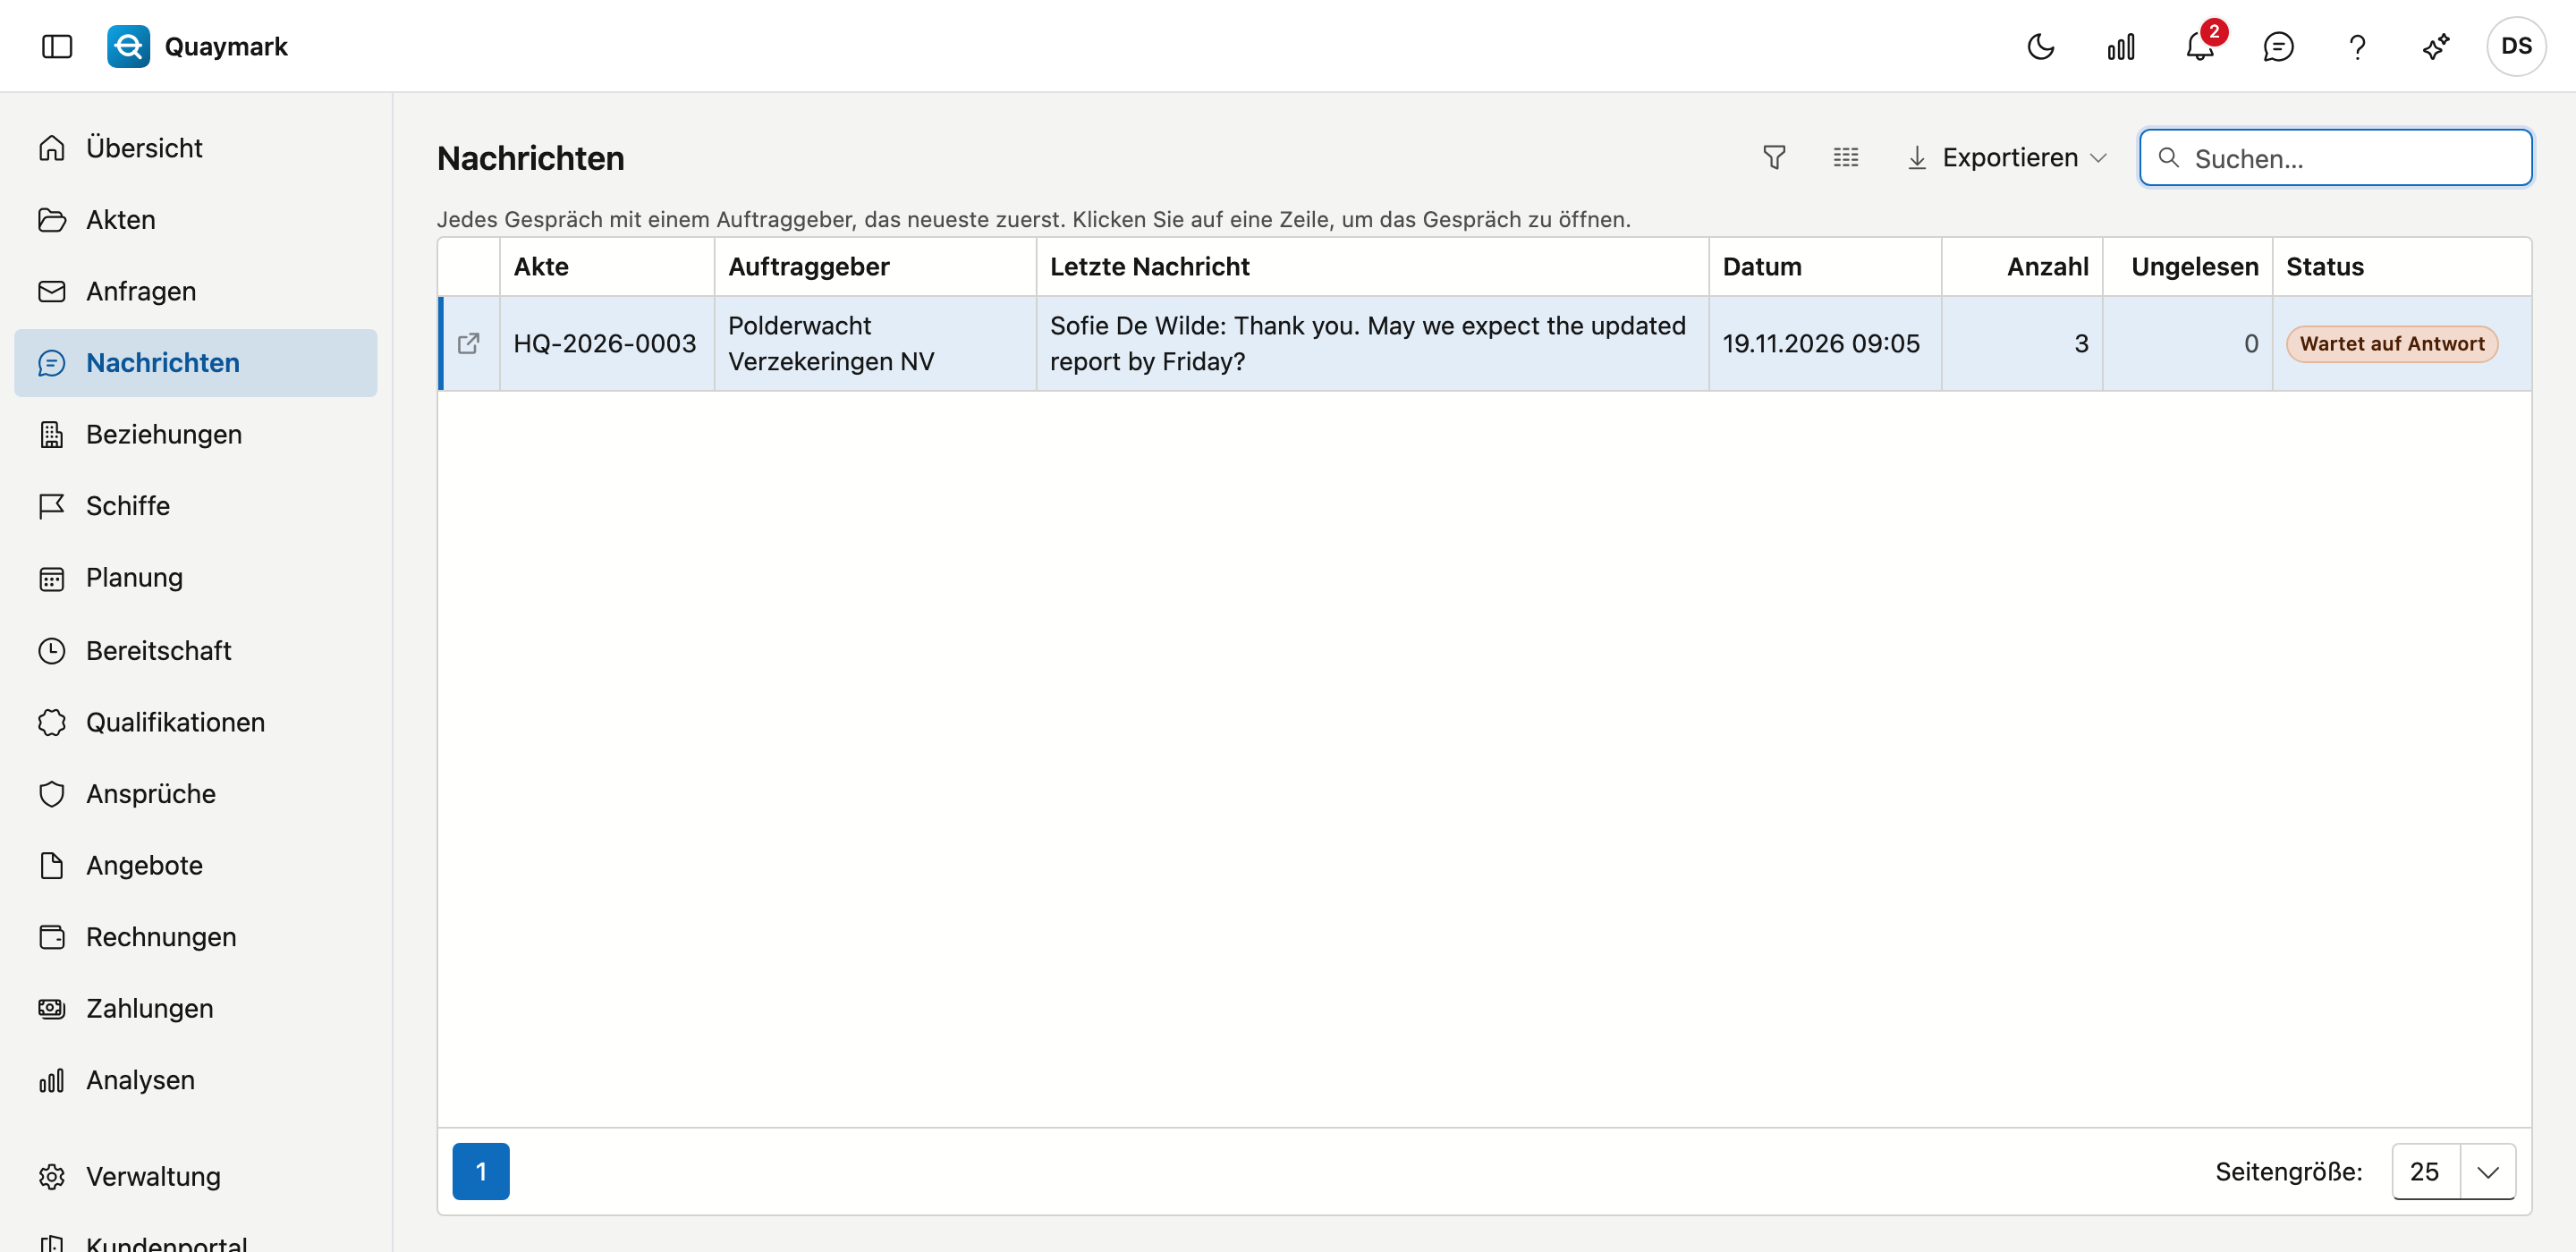 Quaymark
2
DS
Übersicht
Akten
Anfragen
Nachrichten
Beziehungen
Schiffe
Planung
Bereitschaft
Qualifikationen
Ansprüche
Angebote
Rechnungen
Zahlungen
Analysen
Verwaltung
Kundenportal
Nachrichten
Exportieren
Suchen...
Jedes Gespräch mit einem Auftraggeber, das neueste zuerst. Klicken Sie auf eine Zeile, um das Gespräch zu öffnen.
Akte Auftraggeber Letzte Nachricht Datum Anzahl Ungelesen Status
HQ-2026-0003
Polderwacht
Verzekeringen NV
Sofie De Wilde: Thank you. May we expect the updated
report by Friday?
19.11.2026 09:05
3
0
Wartet auf Antwort
1
Seitengröße: 25